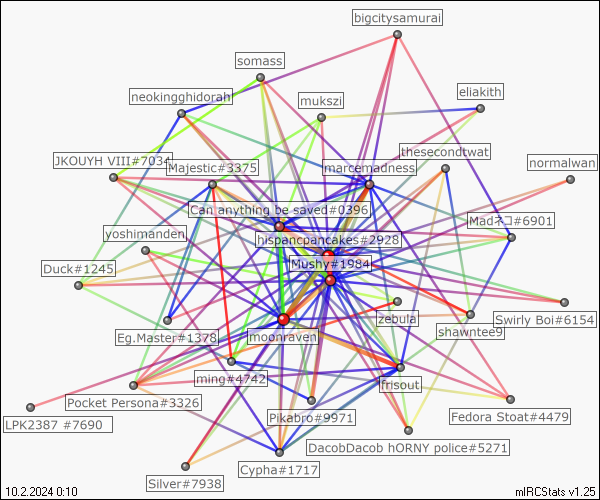 bigcitysamurai
somass
neokingghidorah
mukszi
eliakith
thesecondtwat
normalwan
JKOUYH VIII#7034
Majestic#3375
marcemadness
Can anything be saved#0396
Madネコ#6901
yoshimanden
hispancpancakes#2928
Mushy#1984
Duck#1245
zebula
Swirly Boi#6154
Eg.Master#1378
moonraven
shawntee9
ming#4742
frisout
Pocket Persona#3326
Pikabro#9971
Fedora Stoat#4479
LPK2387 #7690
DacobDacob hORNY police#5271
Cypha#1717
Silver#7938
10.2.2024 0:10
mIRCStats v1.25